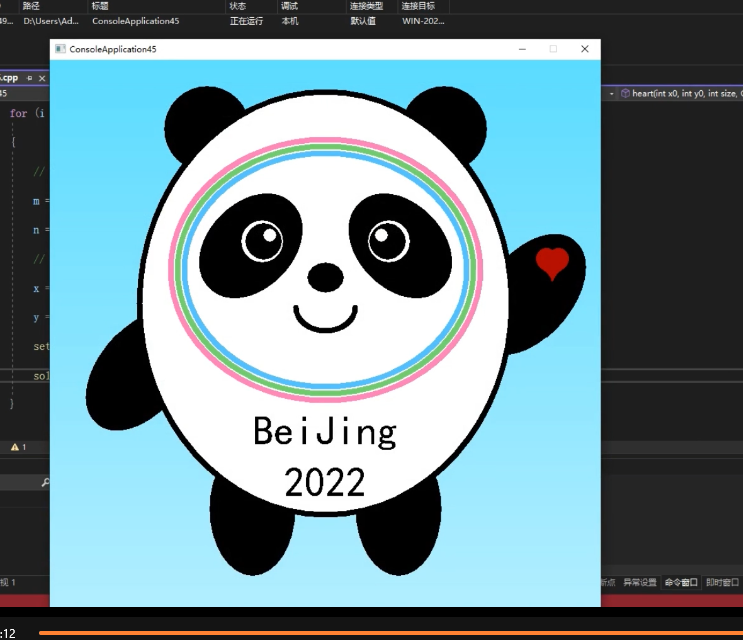 路径 标题 状态 调试 连接类型 连接目标
D:\Users\Ad... ConsoleApplication45 正在运行 本机 默认值 WIN-202...
ConsoleApplication45
.cpp
45 heart(int x0, int y0, int size,
for (i
{
//
m =
n =
//
x =
y =
set
sol
}
BeiJing
2022
1
视 1 断点 异常设置 命令窗口 即时窗口
:12